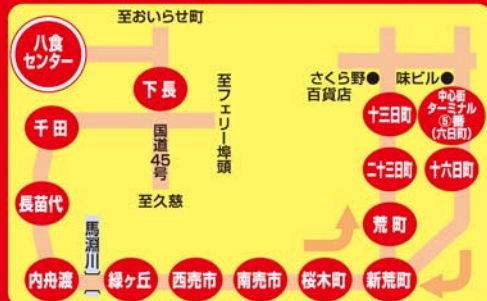 至おいらせ町
八食
センター
下長
至フェリー埠頭
さくら野●
百貨店
味ビル●
中心街
ターミナル
⑤番
(六日町)
十三日町
千田
国道45号
二十三日町
十六日町
至久慈
長苗代
馬淵川
荒町
内舟渡
緑ヶ丘
西売市
南売市
桜木町
新荒町